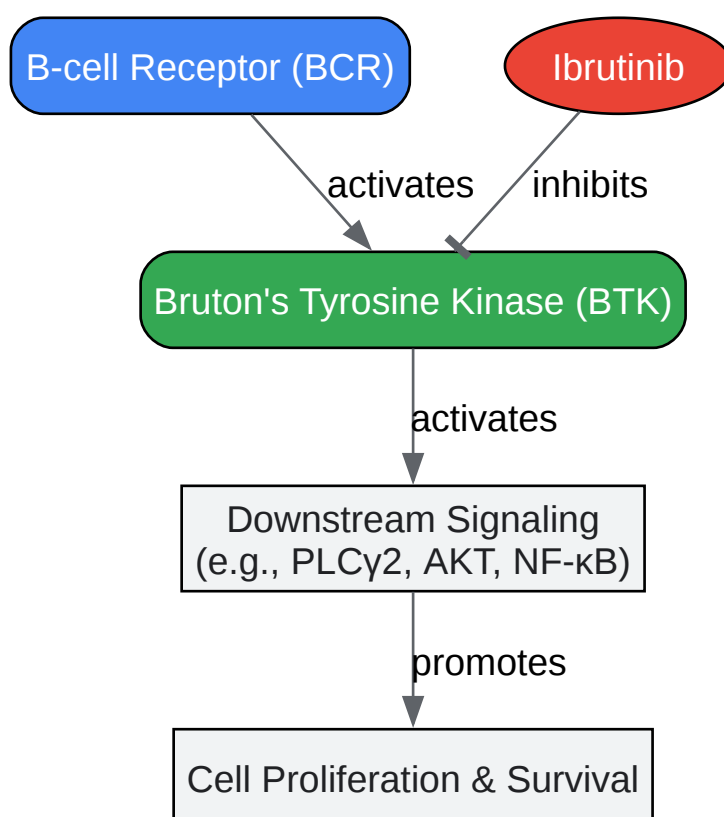 B-cell Receptor (BCR)
Ibrutinib
activates
inhibits
Bruton's Tyrosine Kinase (BTK)
activates
Downstream Signaling
(e.g., PLCγ2, AKT, NF-κB)
promotes
Cell Proliferation & Survival